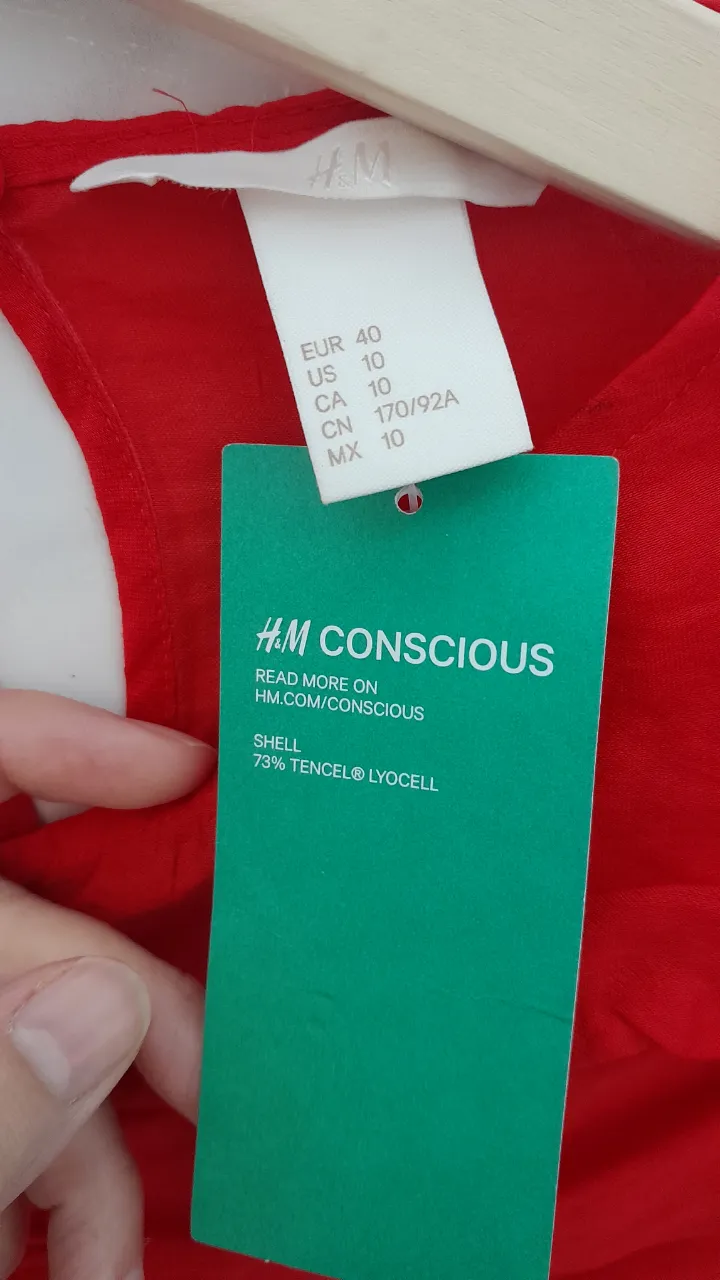 H&M
EUR 40
US 10
CA 10
CN 170/92A
MX 10
H&M CONSCIOUS
READ MORE ON
HM.COM/CONSCIOUS
SHELL
73% TENCEL® LYOCELL